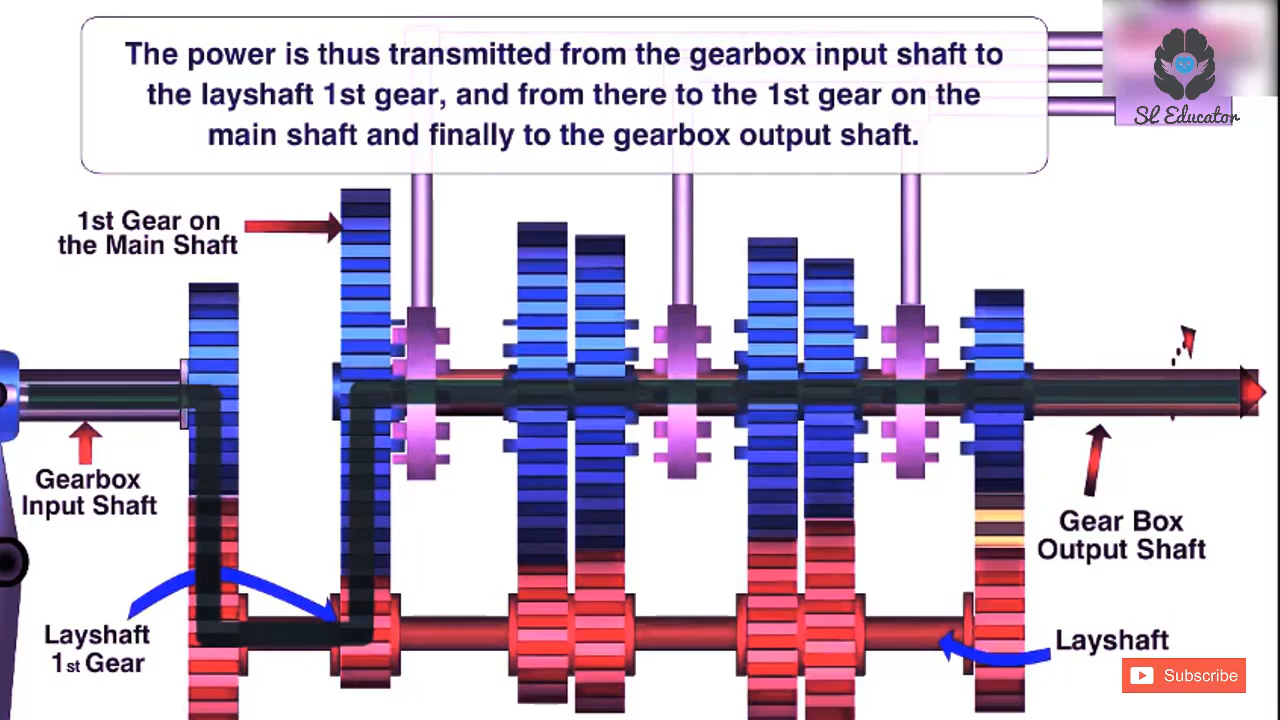 The power is thus transmitted from the gearbox input shaft to
the layshaft 1st gear, and from there to the 1st gear on the
main shaft and finally to the gearbox output shaft.
SL Educator
1st Gear on
the Main Shaft
Gearbox
Input Shaft
Gear Box
Output Shaft
Layshaft
1st Gear
Layshaft
Subscribe